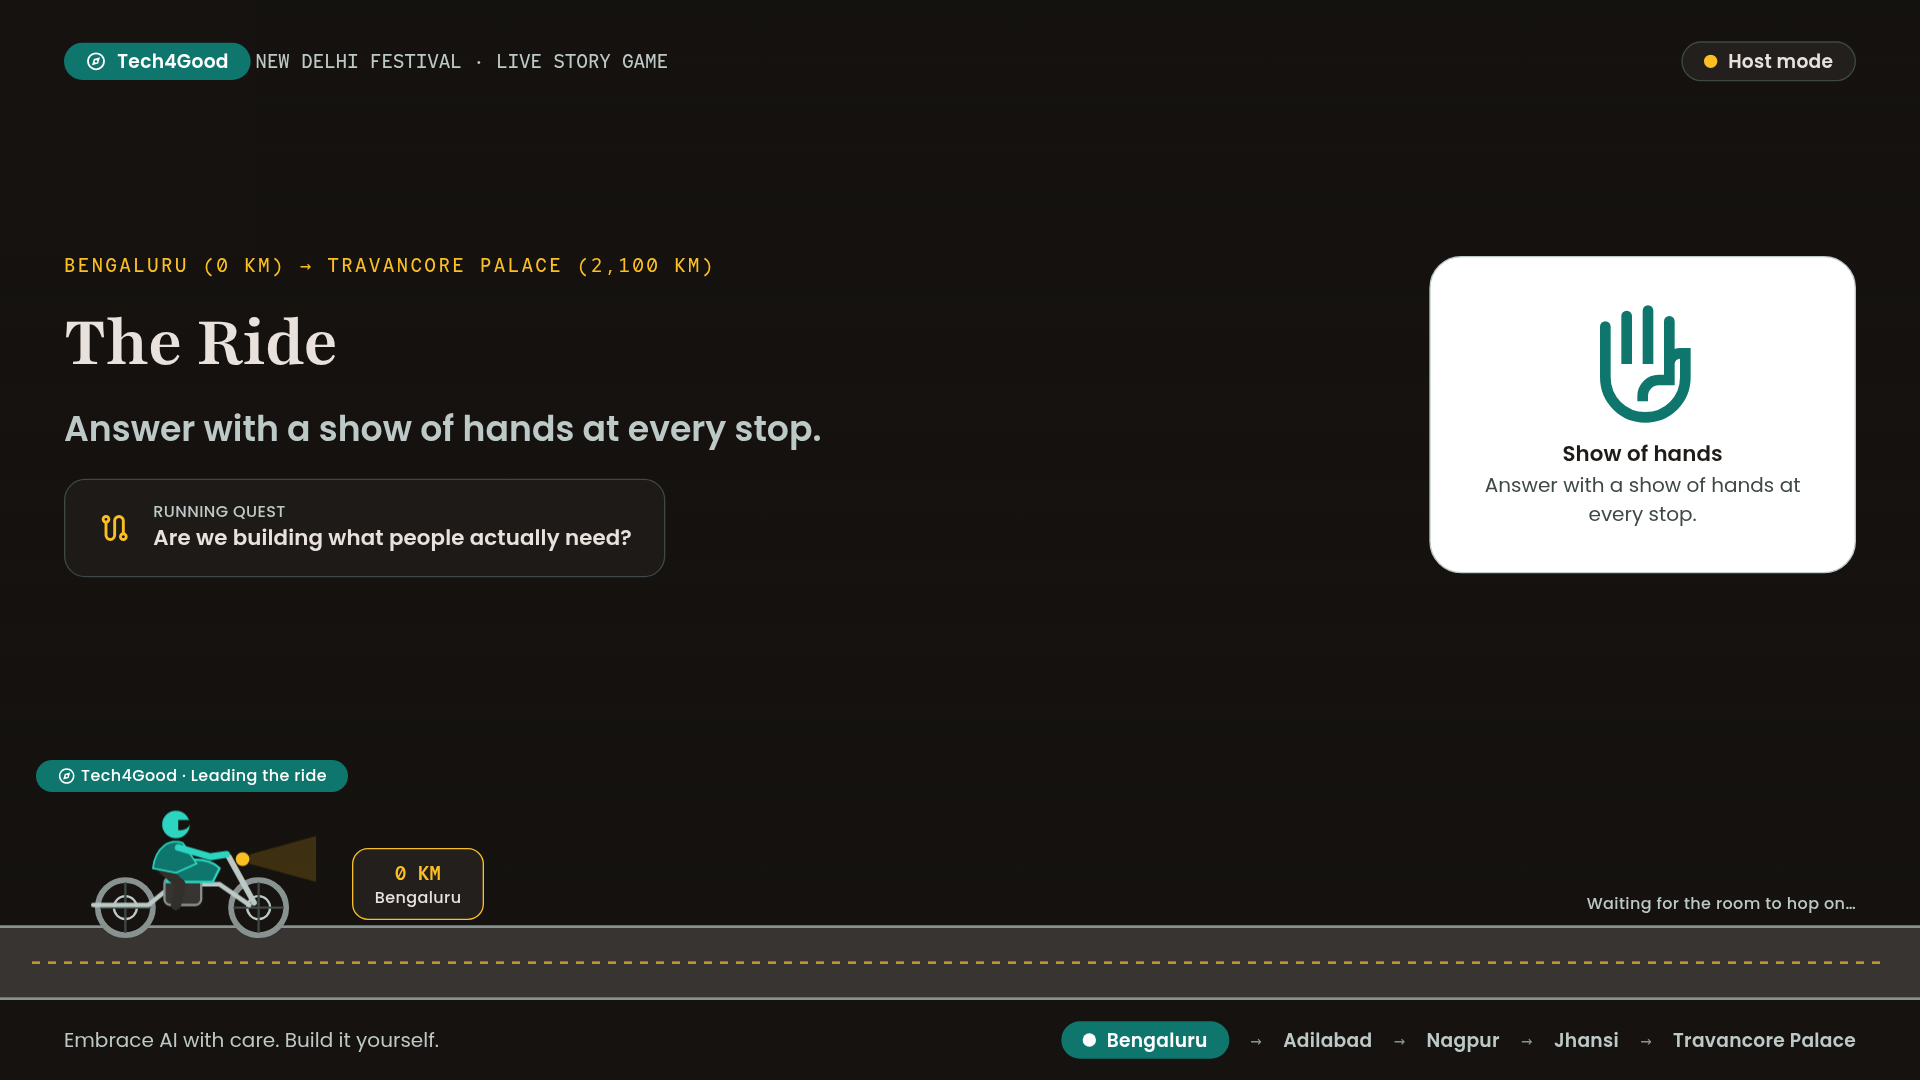 Tech4Good NEW DELHI FESTIVAL · LIVE STORY GAME
Host mode
BENGALURU (0 KM) → TRAVANCORE PALACE (2,100 KM)
The Ride
Answer with a show of hands at every stop.
RUNNING QUEST
Are we building what people actually need?
Show of hands
Answer with a show of hands at
every stop.
Tech4Good · Leading the ride
0 KM
Bengaluru
Waiting for the room to hop on…
Embrace AI with care. Build it yourself.
Bengaluru → Adilabad → Nagpur → Jhansi → Travancore Palace